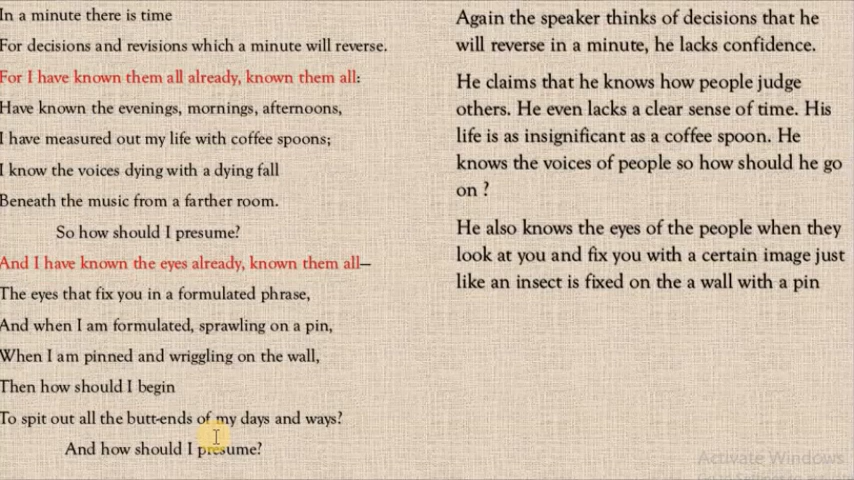 In a minute there is time
For decisions and revisions which a minute will reverse.
For I have known them all already, known them all:
Have known the evenings, mornings, afternoons,
I have measured out my life with coffee spoons;
I know the voices dying with a dying fall
Beneath the music from a farther room.
So how should I presume?
And I have known the eyes already, known them all—
The eyes that fix you in a formulated phrase,
And when I am formulated, sprawling on a pin,
When I am pinned and wriggling on the wall,
Then how should I begin
To spit out all the butt-ends of my days and ways?
And how should I presume?
Again the speaker thinks of decisions that he
will reverse in a minute, he lacks confidence.
He claims that he knows how people judge
others. He even lacks a clear sense of time. His
life is as insignificant as a coffee spoon. He
knows the voices of people so how should he go
on ?
He also knows the eyes of the people when they
look at you and fix you with a certain image just
like an insect is fixed on the a wall with a pin
Activate Windows